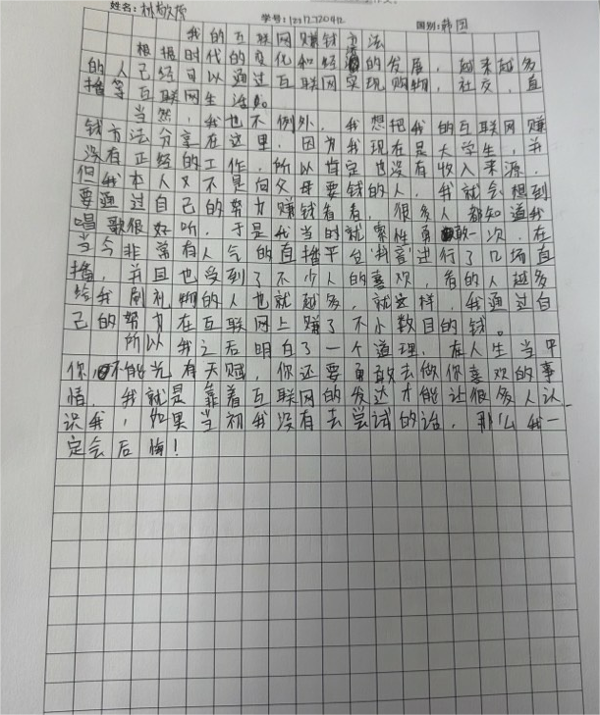 姓名: 林敬
学号: 
国别: 韩国
我的互联网赚钱方法
根据时代的变化和经济的发展，越来越多
的人已经可以通过互联网实现购物，社交，直
播等互联网生活。
当然，我也不例外，我想把我的互联网赚
钱方法分享在这里，因为我现在是大学生，并
没有正经的工作，所以肯定也没有收入来源，
但我本人又不是向父母要钱的人，我就会想到
要通过自己的努力赚钱看看，很多人都知道我
唱歌很好听，于是我当时就索性勇敢一次，在
当今非常有人气的直播平台‘抖音’进行了几场直
播，并且也受到了不少人的喜欢，看的人越多
给我刷礼物的人也就越多，就这样，我通过自
己的努力在互联网上赚了不小数目的钱。
所以我之后明白了一个道理，在人生当中
你不能光有天赋，你还要勇敢去做你喜欢的事
情，我就是靠着互联网的发达才能让很多人认
识我，如果当初我没有去尝试的话，那么我一
定会后悔！